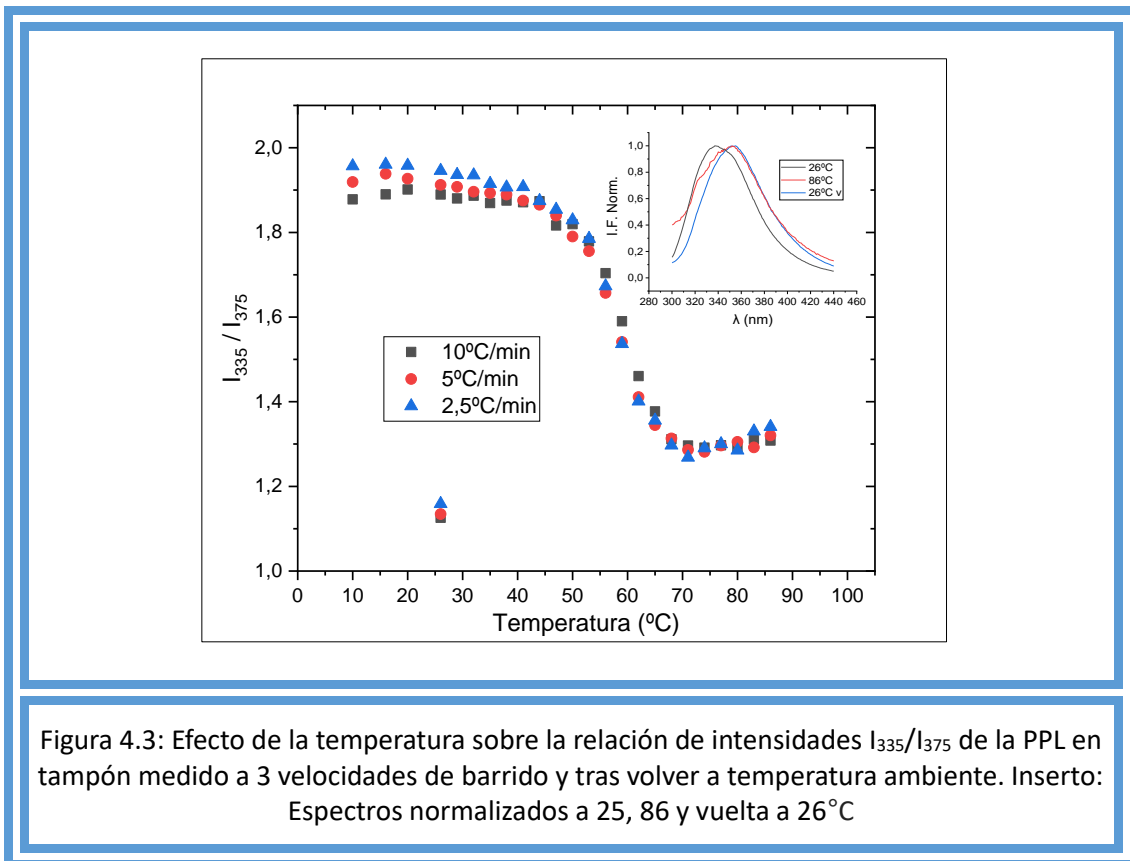 2,0
1,8
1,6
1,4
1,2
1,0
I335 / I375
0 10 20 30 40 50 60 70 80 90 100
Temperatura (ºC)
10ºC/min
5ºC/min
2,5ºC/min
1,0
0,8
0,6
0,4
0,2
0,0
I.F. Norm.
280 300 320 340 360 380 400 420 440 460
λ (nm)
26ºC
86ºC
26ºC v
Figura 4.3: Efecto de la temperatura sobre la relación de intensidades I335/I375 de la PPL en
tampón medido a 3 velocidades de barrido y tras volver a temperatura ambiente. Inserto:
Espectros normalizados a 25, 86 y vuelta a 26°C